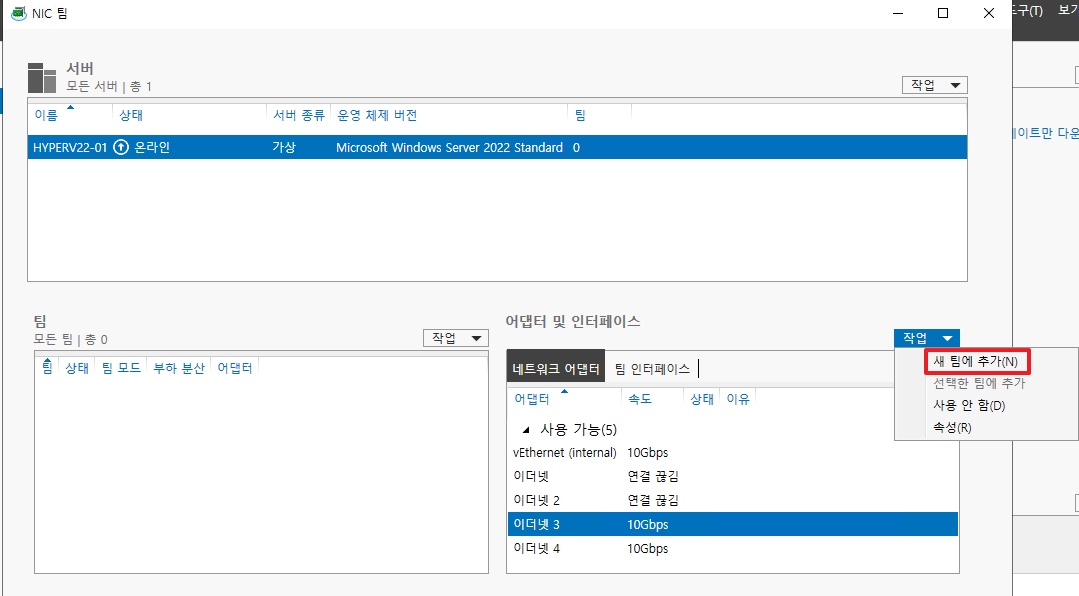 NIC 팀
도구(T) 보기
서버
모든 서버 | 총 1
작업
이름 상태 서버 종류 운영 체제 버전 팀
HYPERV22-01 온라인 가상 Microsoft Windows Server 2022 Standard 0
팀
모든 팀 | 총 0
작업
팀 상태 팀 모드 부하 분산 어댑터
어댑터 및 인터페이스
작업
새 팀에 추가(N)
선택한 팀에 추가
사용 안 함(D)
속성(R)
네트워크 어댑터 팀 인터페이스
어댑터 속도 상태 이유
사용 가능(5)
vEthernet (internal) 10Gbps
이더넷 연결 끊김
이더넷 2 연결 끊김
이더넷 3 10Gbps
이더넷 4 10Gbps